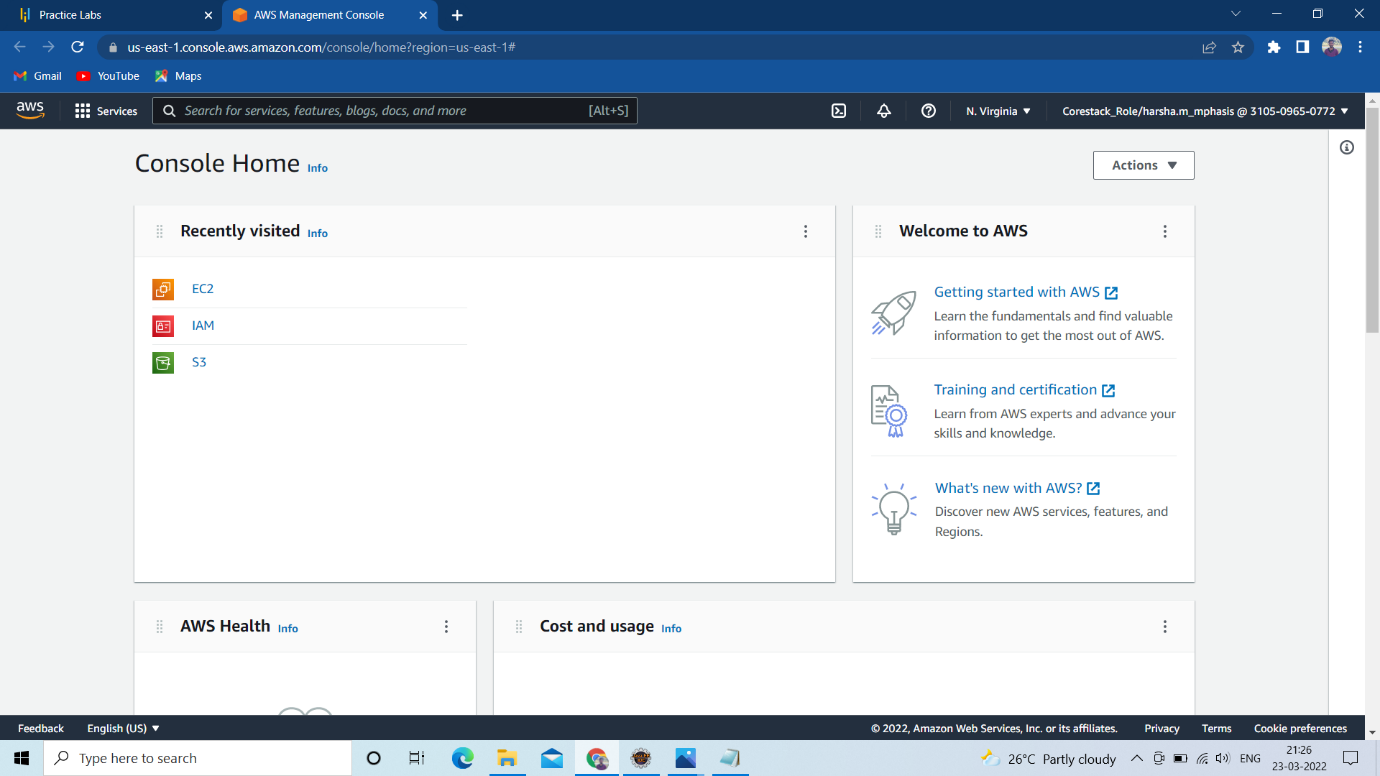 Practice Labs
AWS Management Console
us-east-1.console.aws.amazon.com/console/home?region=us-east-1#
Gmail
YouTube
Maps
aws
Services
Search for services, features, blogs, docs, and more
[Alt+S]
N. Virginia
Corestack_Role/harsha.m_mphasis @ 3105-0965-0772
Console Home Info
Actions
Recently visited Info
EC2
IAM
S3
Welcome to AWS
Getting started with AWS
Learn the fundamentals and find valuable
information to get the most out of AWS.
Training and certification
Learn from AWS experts and advance your
skills and knowledge.
What's new with AWS?
Discover new AWS services, features, and
Regions.
AWS Health Info
Cost and usage Info
Feedback
English (US)
© 2022, Amazon Web Services, Inc. or its affiliates.
Privacy
Terms
Cookie preferences
Type here to search
26°C Partly cloudy
ENG
21:26
23-03-2022